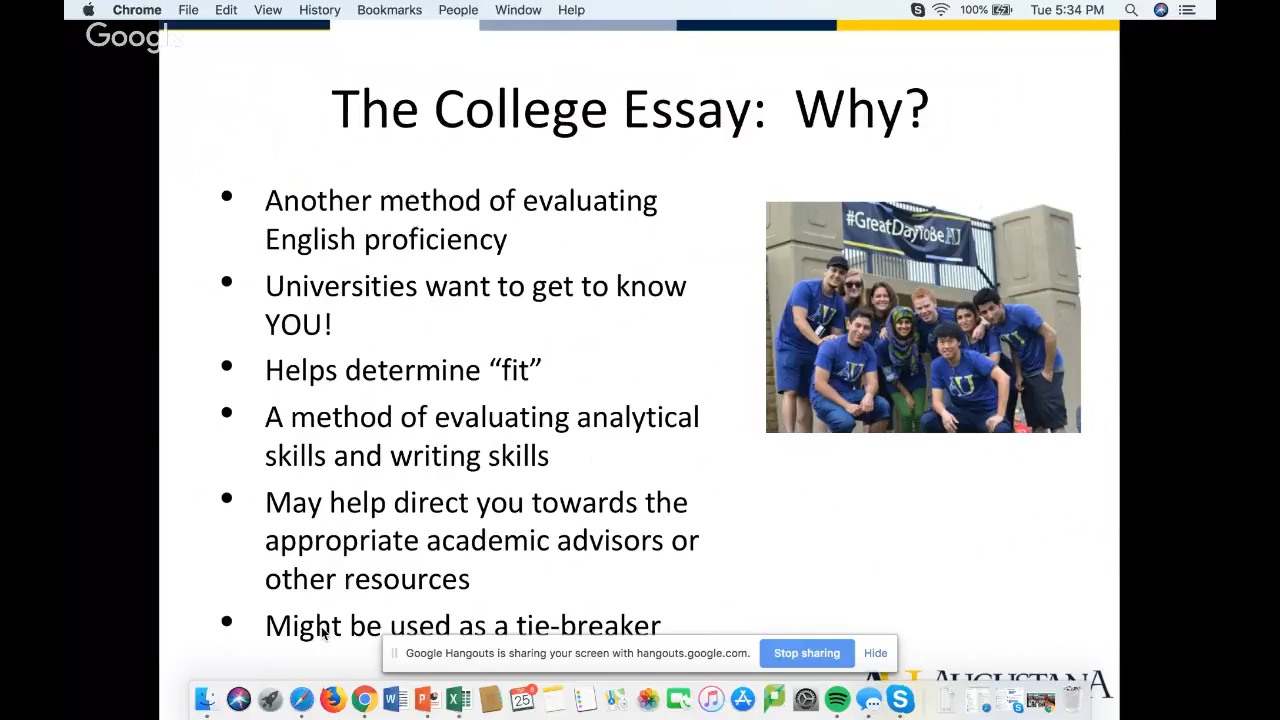 Chrome File Edit View History Bookmarks People Window Help 100% Tue 5:34 PM
Google
The College Essay: Why?
• Another method of evaluating
English proficiency
• Universities want to get to know
YOU!
• Helps determine “fit”
• A method of evaluating analytical
skills and writing skills
• May help direct you towards the
appropriate academic advisors or
other resources
• Might be used as a tie-breaker
#GreatDayToBeAU
AU
Google Hangouts is sharing your screen with hangouts.google.com. Stop sharing Hide
AUGUSTANA
25